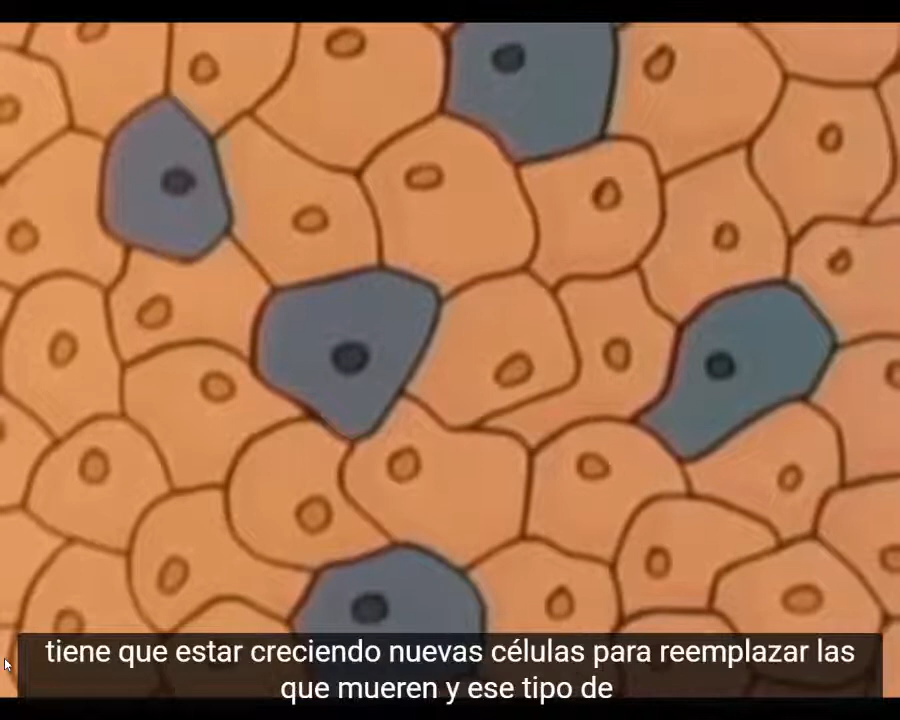 tiene que estar creciendo nuevas células para reemplazar las
que mueren y ese tipo de